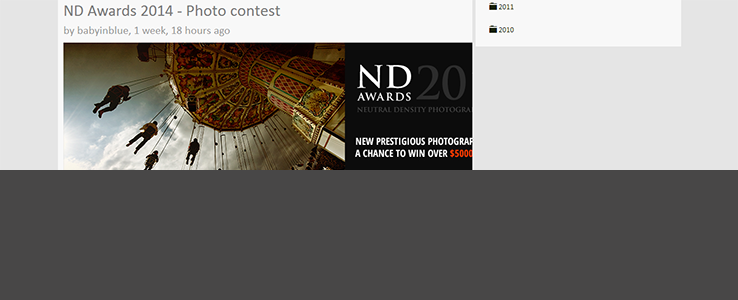 ND Awards 2014 - Photo contest
by babyinblue, 1 week, 18 hours ago
ND 20
AWARDS
NEUTRAL DENSITY PHOTOGRA
NEW PRESTIGIOUS PHOTOGRAP
A CHANCE TO WIN OVER $5000
2011
2010